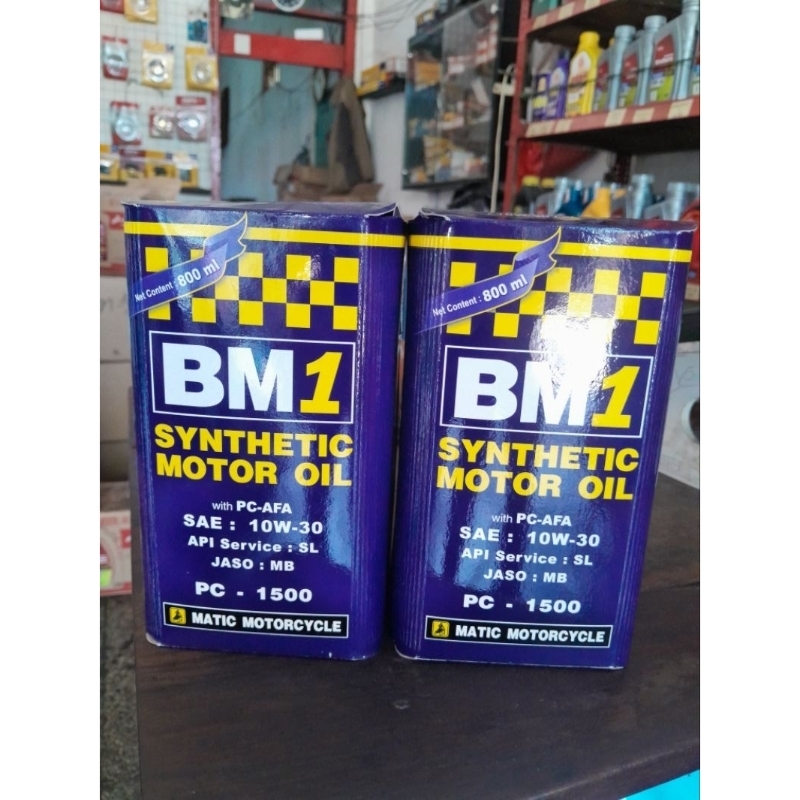 Net Content : 800 ml
BM1
SYNTHETIC
MOTOR OIL
with PC-AFA
SAE : 10W-30
API Service : SL
JASO : MB
PC - 1500
MATIC MOTORCYCLE
Net Content : 800 ml
BM1
SYNTHETIC
MOTOR OIL
with PC-AFA
SAE : 10W-30
API Service : SL
JASO : MB
PC - 1500
MATIC MOTORCYCLE